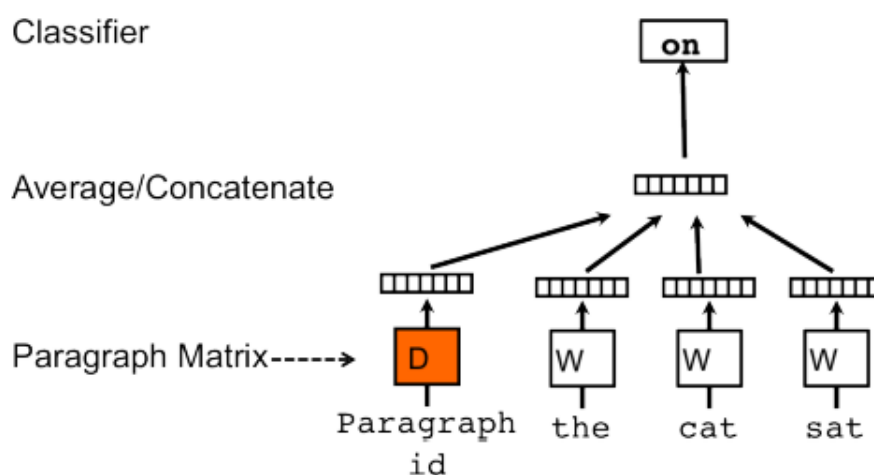 Classifier
on
Average/Concatenate
Paragraph Matrix
D
W
W
W
Paragraph
id
the
cat
sat